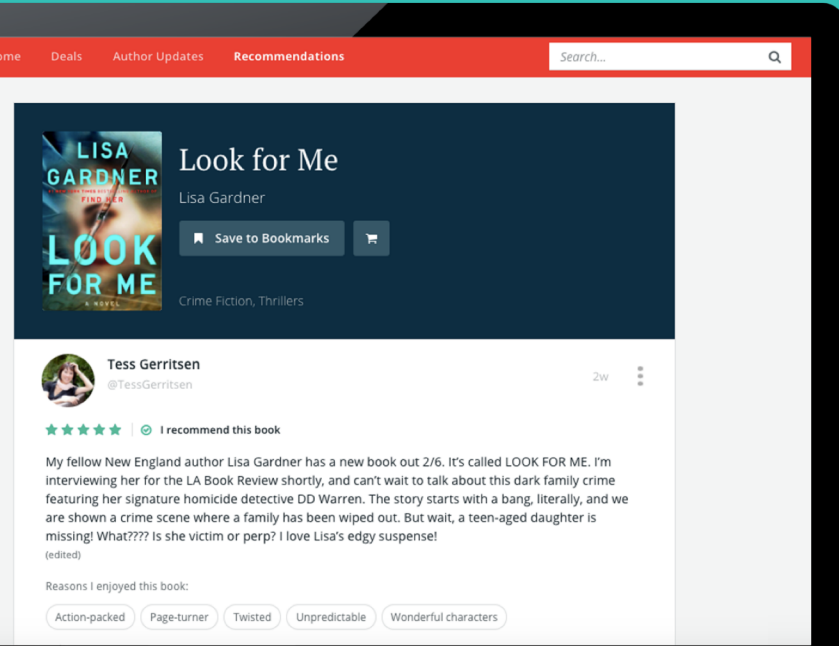 ome Deals Author Updates Recommendations Search...
LISA
GARDNER
FIND HER
LOOK
FOR ME
A NOVEL
Look for Me
Lisa Gardner
Save to Bookmarks
Crime Fiction, Thrillers
Tess Gerritsen
@TessGerritsen
2w
I recommend this book
My fellow New England author Lisa Gardner has a new book out 2/6. It's called LOOK FOR ME. I'm
interviewing her for the LA Book Review shortly, and can't wait to talk about this dark family crime
featuring her signature homicide detective DD Warren. The story starts with a bang, literally, and we
are shown a crime scene where a family has been wiped out. But wait, a teen-aged daughter is
missing! What???? Is she victim or perp? I love Lisa's edgy suspense!
(edited)
Reasons I enjoyed this book:
Action-packed Page-turner Twisted Unpredictable Wonderful characters